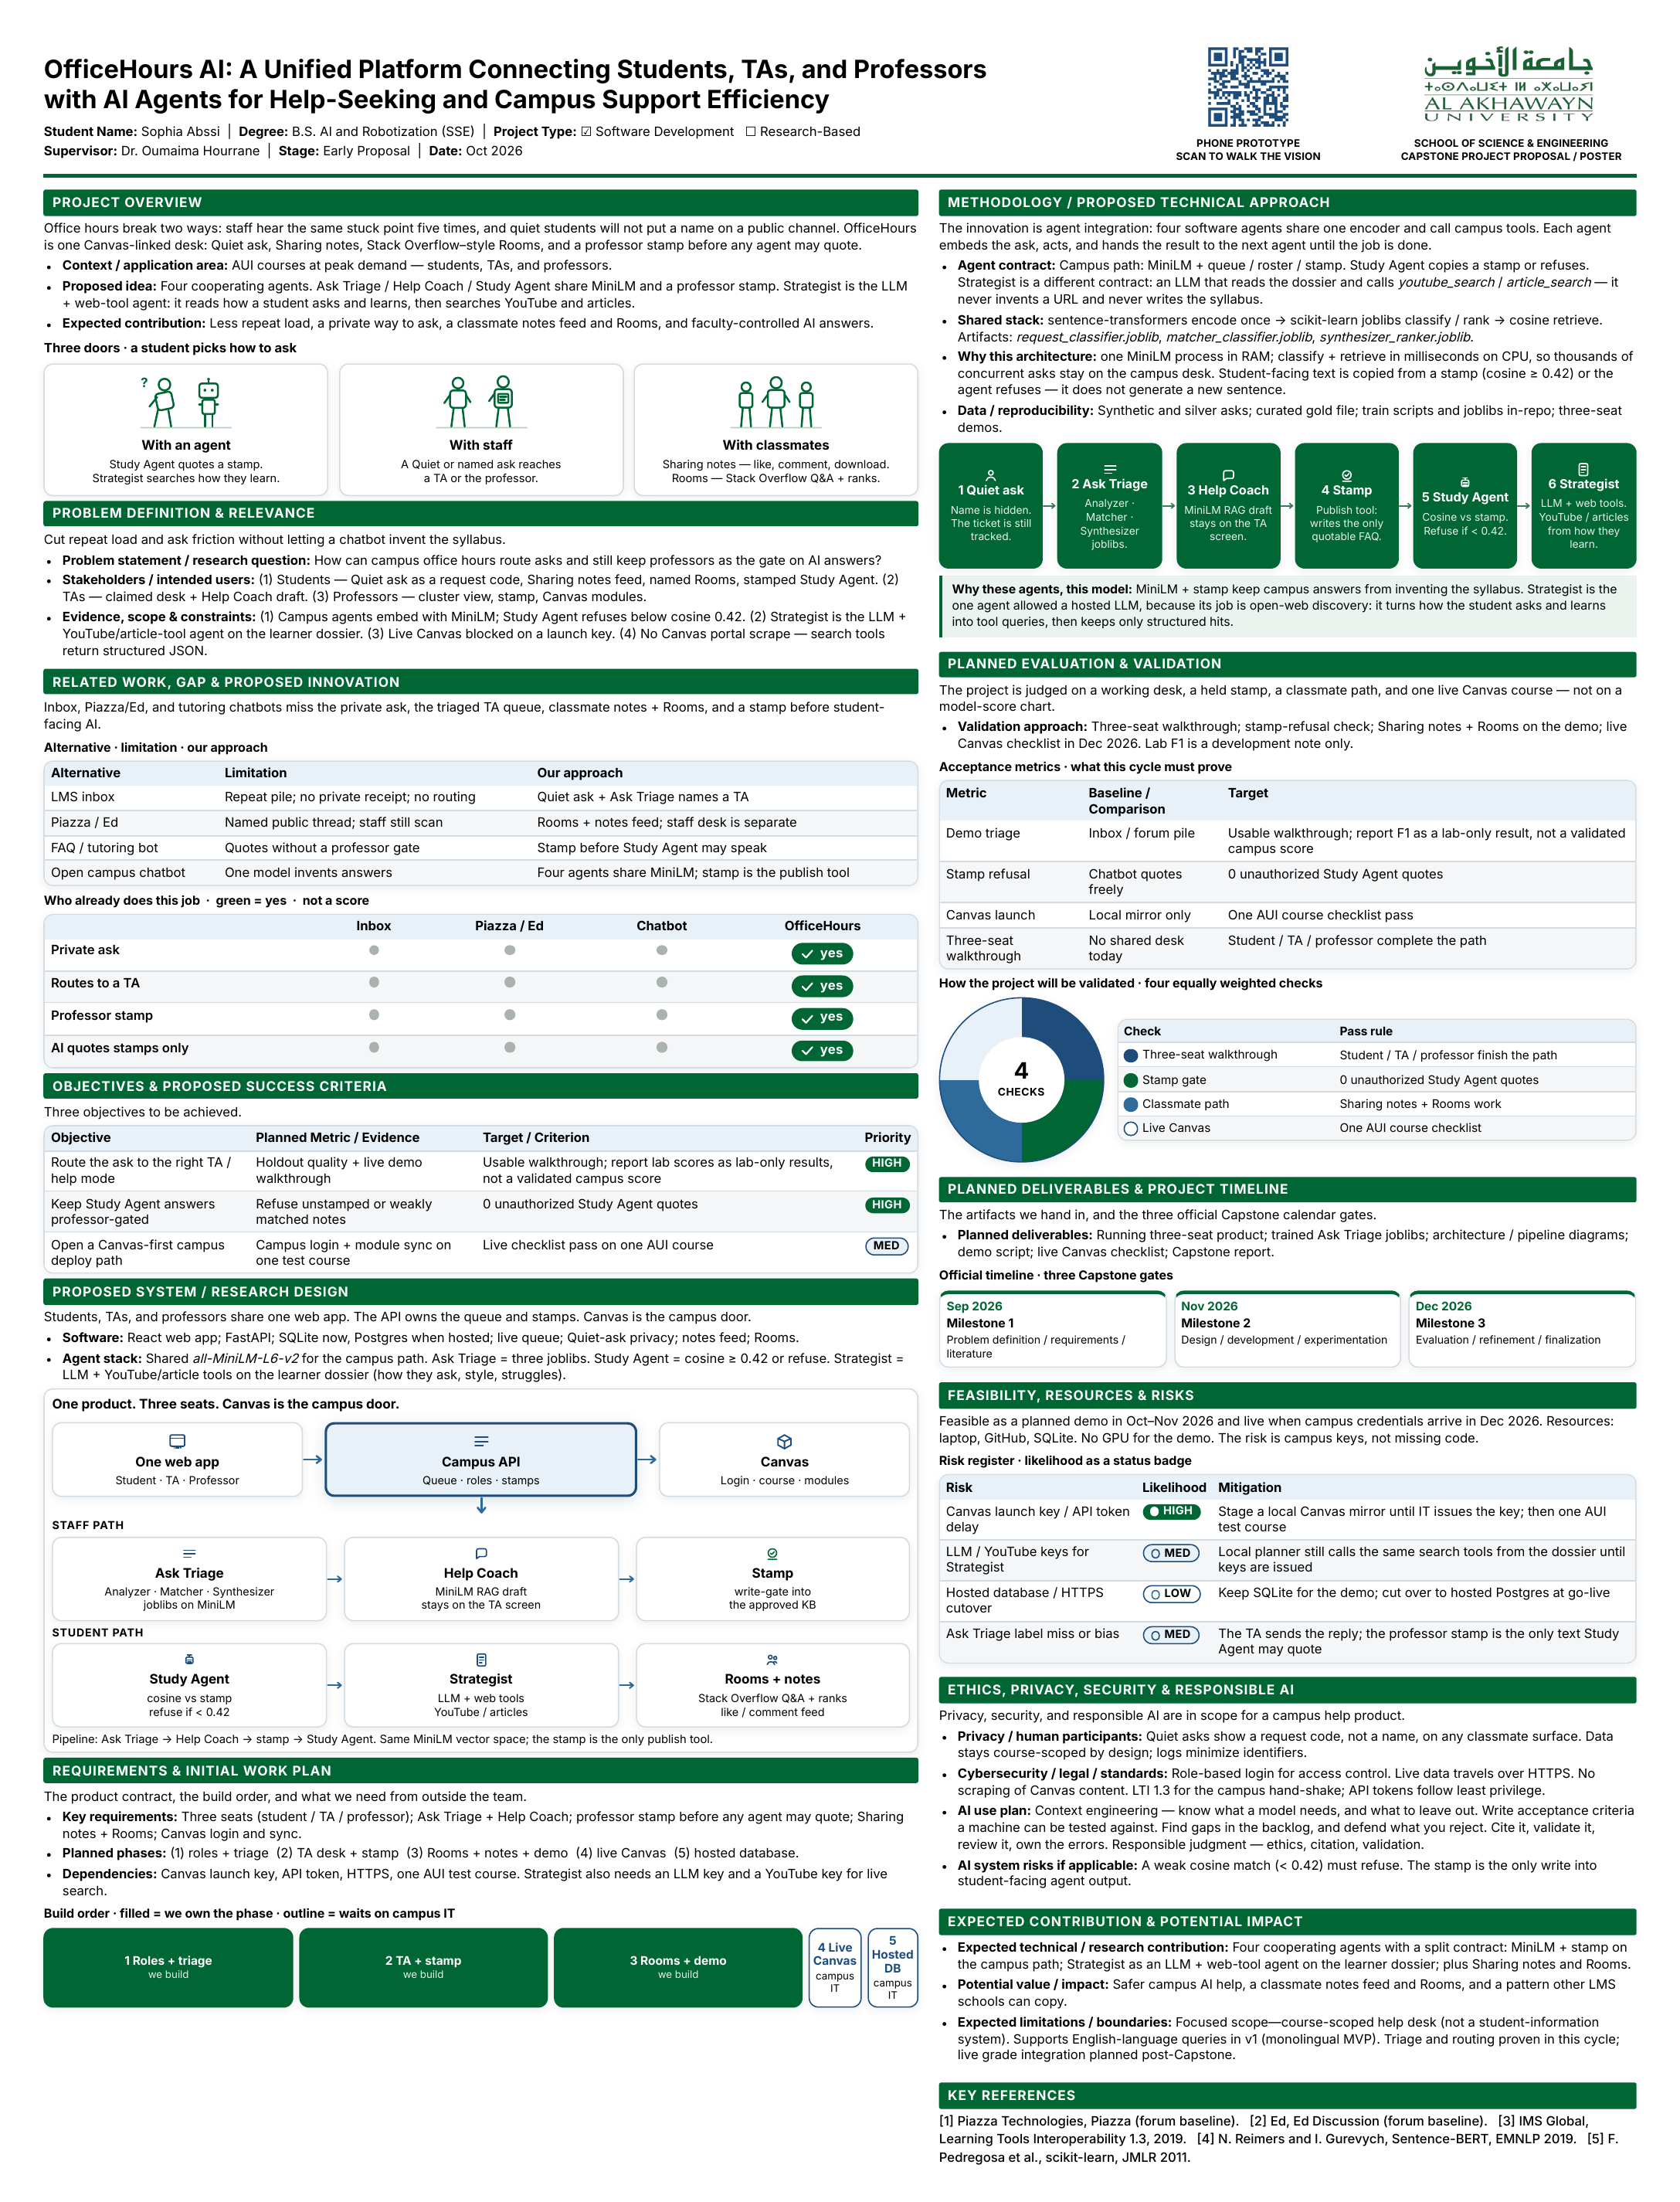 OfficeHours AI: A Unified Platform Connecting Students, TAs, and Professors
with AI Agents for Help-Seeking and Campus Support Efficiency
Student Name: Sophia Abssi | Degree: B.S. AI and Robotization (SSE) | Project Type: ☑ Software Development ☐ Research-Based
Supervisor: Dr. Oumaima Hourrane | Stage: Early Proposal | Date: Oct 2026
PHONE PROTOTYPE
SCAN TO WALK THE VISION
جامعة الأخوين
AL AKHAWAYN
UNIVERSITY
SCHOOL OF SCIENCE & ENGINEERING
CAPSTONE PROJECT PROPOSAL / POSTER
PROJECT OVERVIEW
Office hours break two ways: staff hear the same stuck point five times, and quiet students will not put a name on a public channel. OfficeHours
is one Canvas-linked desk: Quiet ask, Sharing notes, Stack Overflow–style Rooms, and a professor stamp before any agent may quote.
• Context / application area: AUI courses at peak demand — students, TAs, and professors.
• Proposed idea: Four cooperating agents. Ask Triage / Help Coach / Study Agent share MiniLM and a professor stamp. Strategist is the LLM
+ web-tool agent: it reads how a student asks and learns, then searches YouTube and articles.
• Expected contribution: Less repeat load, a private way to ask, a classmate notes feed and Rooms, and faculty-controlled AI answers.
Three doors · a student picks how to ask
?
With an agent
Study Agent quotes a stamp.
Strategist searches how they learn.
With staff
A Quiet or named ask reaches
a TA or the professor.
With classmates
Sharing notes — like, comment, download.
Rooms — Stack Overflow Q&A + ranks.
PROBLEM DEFINITION & RELEVANCE
Cut repeat load and ask friction without letting a chatbot invent the syllabus.
• Problem statement / research question: How can campus office hours route asks and still keep professors as the gate on AI answers?
• Stakeholders / intended users: (1) Students — Quiet ask as a request code, Sharing notes feed, named Rooms, stamped Study Agent. (2)
TAs — claimed desk + Help Coach draft. (3) Professors — cluster view, stamp, Canvas modules.
• Evidence, scope & constraints: (1) Campus agents embed with MiniLM; Study Agent refuses below cosine 0.42. (2) Strategist is the LLM +
YouTube/article-tool agent on the learner dossier. (3) Live Canvas blocked on a launch key. (4) No Canvas portal scrape — search tools
return structured JSON.
RELATED WORK, GAP & PROPOSED INNOVATION
Inbox, Piazza/Ed, and tutoring chatbots miss the private ask, the triaged TA queue, classmate notes + Rooms, and a stamp before student-
facing AI.
Alternative · limitation · our approach
Alternative Limitation Our approach
LMS inbox Repeat pile; no private receipt; no routing Quiet ask + Ask Triage names a TA
Piazza / Ed Named public thread; staff still scan Rooms + notes feed; staff desk is separate
FAQ / tutoring bot Quotes without a professor gate Stamp before Study Agent may speak
Open campus chatbot One model invents answers Four agents share MiniLM; stamp is the publish tool
Who already does this job · green = yes · not a score
Inbox Piazza / Ed Chatbot OfficeHours
Private ask ✓ yes
Routes to a TA ✓ yes
Professor stamp ✓ yes
AI quotes stamps only ✓ yes
OBJECTIVES & PROPOSED SUCCESS CRITERIA
Three objectives to be achieved.
Objective Planned Metric / Evidence Target / Criterion Priority
Route the ask to the right TA / help mode Holdout quality + live demo walkthrough Usable walkthrough; report lab scores as lab-only results, not a validated campus score HIGH
Keep Study Agent answers professor-gated Refuse unstamped or weakly matched notes 0 unauthorized Study Agent quotes HIGH
Open a Canvas-first campus deploy path Campus login + module sync on one test course Live checklist pass on one AUI course MED
PROPOSED SYSTEM / RESEARCH DESIGN
Students, TAs, and professors share one web app. The API owns the queue and stamps. Canvas is the campus door.
• Software: React web app; FastAPI; SQLite now, Postgres when hosted; live queue; Quiet-ask privacy; notes feed; Rooms.
• Agent stack: Shared all-MiniLM-L6-v2 for the campus path. Ask Triage = three joblibs. Study Agent = cosine ≥ 0.42 or refuse. Strategist =
LLM + YouTube/article tools on the learner dossier (how they ask, style, struggles).
One product. Three seats. Canvas is the campus door.
One web app
Student · TA · Professor
Campus API
Queue · roles · stamps
Canvas
Login · course · modules
STAFF PATH
Ask Triage
Analyzer · Matcher · Synthesizer
joblibs on MiniLM
Help Coach
MiniLM RAG draft
stays on the TA screen
Stamp
write-gate into
the approved KB
STUDENT PATH
Study Agent
cosine vs stamp
refuse if < 0.42
Strategist
LLM + web tools
YouTube / articles
Rooms + notes
Stack Overflow Q&A + ranks
like / comment feed
Pipeline: Ask Triage → Help Coach → stamp → Study Agent. Same MiniLM vector space; the stamp is the only publish tool.
REQUIREMENTS & INITIAL WORK PLAN
The product contract, the build order, and what we need from outside the team.
• Key requirements: Three seats (student / TA / professor); Ask Triage + Help Coach; professor stamp before any agent may quote; Sharing
notes + Rooms; Canvas login and sync.
• Planned phases: (1) roles + triage (2) TA desk + stamp (3) Rooms + notes + demo (4) live Canvas (5) hosted database.
• Dependencies: Canvas launch key, API token, HTTPS, one AUI test course. Strategist also needs an LLM key and a YouTube key for live
search.
Build order · filled = we own the phase · outline = waits on campus IT
1 Roles + triage
we build
2 TA + stamp
we build
3 Rooms + demo
we build
4 Live
Canvas
campus
IT
5
Hosted
DB
campus
IT
METHODOLOGY / PROPOSED TECHNICAL APPROACH
The innovation is agent integration: four software agents share one encoder and call campus tools. Each agent
embeds the ask, acts, and hands the result to the next agent until the job is done.
• Agent contract: Campus path: MiniLM + queue / roster / stamp. Study Agent copies a stamp or refuses.
Strategist is a different contract: an LLM that reads the dossier and calls youtube_search / article_search — it
never invents a URL and never writes the syllabus.
• Shared stack: sentence-transformers encode once → scikit-learn joblibs classify / rank → cosine retrieve.
Artifacts: request_classifier.joblib, matcher_classifier.joblib, synthesizer_ranker.joblib.
• Why this architecture: one MiniLM process in RAM; classify + retrieve in milliseconds on CPU, so thousands of
concurrent asks stay on the campus desk. Student-facing text is copied from a stamp (cosine ≥ 0.42) or the
agent refuses — it does not generate a new sentence.
• Data / reproducibility: Synthetic and silver asks; curated gold file; train scripts and joblibs in-repo; three-seat
demos.
1 Quiet ask
Name is hidden.
The ticket is still
tracked.
2 Ask Triage
Analyzer ·
Matcher ·
Synthesizer
joblibs.
3 Help Coach
MiniLM RAG draft
stays on the TA
screen.
4 Stamp
Publish tool:
writes the only
quotable FAQ.
5 Study Agent
Cosine vs stamp.
Refuse if < 0.42.
6 Strategist
LLM + web tools.
YouTube / articles
from how they
learn.
Why these agents, this model: MiniLM + stamp keep campus answers from inventing the syllabus. Strategist is the
one agent allowed a hosted LLM, because its job is open-web discovery: it turns how the student asks and learns
into tool queries, then keeps only structured hits.
PLANNED EVALUATION & VALIDATION
The project is judged on a working desk, a held stamp, a classmate path, and one live Canvas course — not on a
model-score chart.
• Validation approach: Three-seat walkthrough; stamp-refusal check; Sharing notes + Rooms on the demo; live
Canvas checklist in Dec 2026. Lab F1 is a development note only.
Acceptance metrics · what this cycle must prove
Metric Baseline / Comparison Target
Demo triage Inbox / forum pile Usable walkthrough; report F1 as a lab-only result, not a validated campus score
Stamp refusal Chatbot quotes freely 0 unauthorized Study Agent quotes
Canvas launch Local mirror only One AUI course checklist pass
Three-seat walkthrough No shared desk today Student / TA / professor complete the path
How the project will be validated · four equally weighted checks
4
CHECKS
Check Pass rule
Three-seat walkthrough Student / TA / professor finish the path
Stamp gate 0 unauthorized Study Agent quotes
Classmate path Sharing notes + Rooms work
Live Canvas One AUI course checklist
PLANNED DELIVERABLES & PROJECT TIMELINE
The artifacts we hand in, and the three official Capstone calendar gates.
• Planned deliverables: Running three-seat product; trained Ask Triage joblibs; architecture / pipeline diagrams;
demo script; live Canvas checklist; Capstone report.
Official timeline · three Capstone gates
Sep 2026
Milestone 1
Problem definition / requirements /
literature
Nov 2026
Milestone 2
Design / development / experimentation
Dec 2026
Milestone 3
Evaluation / refinement / finalization
FEASIBILITY, RESOURCES & RISKS
Feasible as a planned demo in Oct–Nov 2026 and live when campus credentials arrive in Dec 2026. Resources:
laptop, GitHub, SQLite. No GPU for the demo. The risk is campus keys, not missing code.
Risk register · likelihood as a status badge
Risk Likelihood Mitigation
Canvas launch key / API token delay HIGH Stage a local Canvas mirror until IT issues the key; then one AUI test course
LLM / YouTube keys for Strategist MED Local planner still calls the same search tools from the dossier until keys are issued
Hosted database / HTTPS cutover LOW Keep SQLite for the demo; cut over to hosted Postgres at go-live
Ask Triage label miss or bias MED The TA sends the reply; the professor stamp is the only text Study Agent may quote
ETHICS, PRIVACY, SECURITY & RESPONSIBLE AI
Privacy, security, and responsible AI are in scope for a campus help product.
• Privacy / human participants: Quiet asks show a request code, not a name, on any classmate surface. Data
stays course-scoped by design; logs minimize identifiers.
• Cybersecurity / legal / standards: Role-based login for access control. Live data travels over HTTPS. No
scraping of Canvas content. LTI 1.3 for the campus hand-shake; API tokens follow least privilege.
• AI use plan: Context engineering — know what a model needs, and what to leave out. Write acceptance criteria
a machine can be tested against. Find gaps in the backlog, and defend what you reject. Cite it, validate it,
review it, own the errors. Responsible judgment — ethics, citation, validation.
• AI system risks if applicable: A weak cosine match (< 0.42) must refuse. The stamp is the only write into
student-facing agent output.
EXPECTED CONTRIBUTION & POTENTIAL IMPACT
• Expected technical / research contribution: Four cooperating agents with a split contract: MiniLM + stamp on
the campus path; Strategist as an LLM + web-tool agent on the learner dossier; plus Sharing notes and Rooms.
• Potential value / impact: Safer campus AI help, a classmate notes feed and Rooms, and a pattern other LMS
schools can copy.
• Expected limitations / boundaries: Focused scope—course-scoped help desk (not a student-information
system). Supports English-language queries in v1 (monolingual MVP). Triage and routing proven in this cycle;
live grade integration planned post-Capstone.
KEY REFERENCES
[1] Piazza Technologies, Piazza (forum baseline). [2] Ed, Ed Discussion (forum baseline). [3] IMS Global,
Learning Tools Interoperability 1.3, 2019. [4] N. Reimers and I. Gurevych, Sentence-BERT, EMNLP 2019. [5] F.
Pedregosa et al., scikit-learn, JMLR 2011.